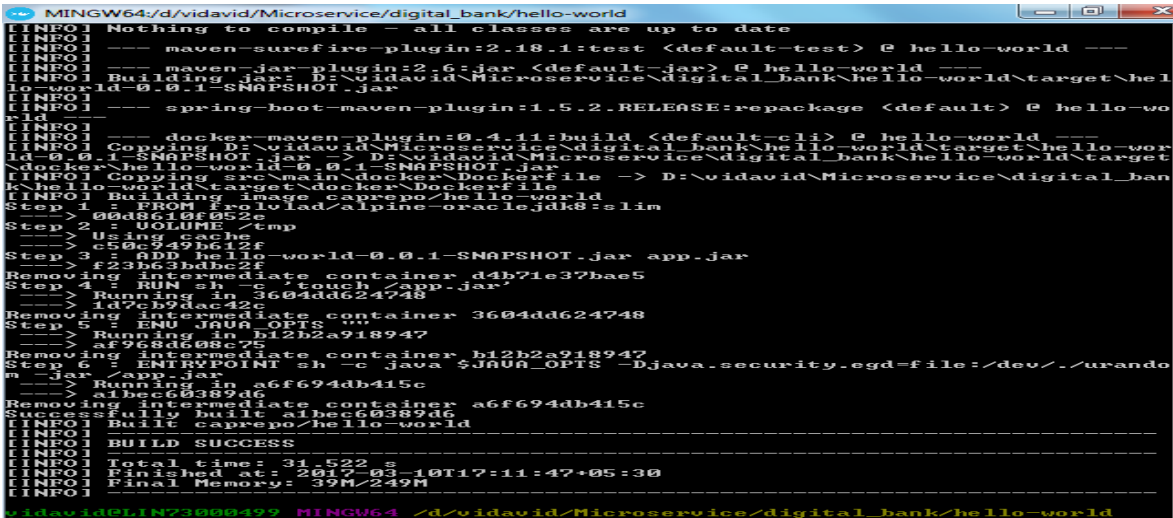 MINGW64:/d/vidavid/Microservice/digital_bank/hello-world
[INFO] Nothing to compile - all classes are up to date
[INFO]
[INFO] --- maven-surefire-plugin:2.18.1:test (default-test) @ hello-world ---
[INFO]
[INFO] --- maven-jar-plugin:2.6:jar (default-jar) @ hello-world ---
[INFO] Building jar: D:\vidavid\Microservice\digital_bank\hello-world\target\hel
lo-world-0.0.1-SNAPSHOT.jar
[INFO]
[INFO] --- spring-boot-maven-plugin:1.5.2.RELEASE:repackage (default) @ hello-wo
rld ---
[INFO]
[INFO] --- docker-maven-plugin:0.4.11:build (default-cli) @ hello-world ---
[INFO] Copying D:\vidavid\Microservice\digital_bank\hello-world\target\hello-wor
ld-0.0.1-SNAPSHOT.jar -> D:\vidavid\Microservice\digital_bank\hello-world\target
\docker\hello-world-0.0.1-SNAPSHOT.jar
[INFO] Copying src\main\docker\Dockerfile -> D:\vidavid\Microservice\digital_ban
k\hello-world\target\docker\Dockerfile
[INFO] Building image caprepo/hello-world
Step 1 : FROM frolvlad/alpine-oraclejdk8:slim
---> 00d8610f052e
Step 2 : VOLUME /tmp
---> Using cache
---> c50c949b612f
Step 3 : ADD hello-world-0.0.1-SNAPSHOT.jar app.jar
---> f23b63bdbc2f
Removing intermediate container d4b71e37bae5
Step 4 : RUN sh -c 'touch /app.jar'
---> Running in 3604dd624748
---> 1d7cb9dac42c
Removing intermediate container 3604dd624748
Step 5 : ENV JAVA_OPTS ""
---> Running in b12b2a918947
---> af968d608c75
Removing intermediate container b12b2a918947
Step 6 : ENTRYPOINT sh -c java $JAVA_OPTS -Djava.security.egd=file:/dev/./urando
m -jar /app.jar
---> Running in a6f694db415c
---> a1bec60389d6
Removing intermediate container a6f694db415c
Successfully built a1bec60389d6
[INFO] Built caprepo/hello-world
[INFO] ------------------------------------------------------------------------
[INFO] BUILD SUCCESS
[INFO] ------------------------------------------------------------------------
[INFO] Total time: 31.522 s
[INFO] Finished at: 2017-03-10T17:11:47+05:30
[INFO] Final Memory: 39M/249M
[INFO] ------------------------------------------------------------------------
vidavid@LIN73000499 MINGW64 /d/vidavid/Microservice/digital_bank/hello-world